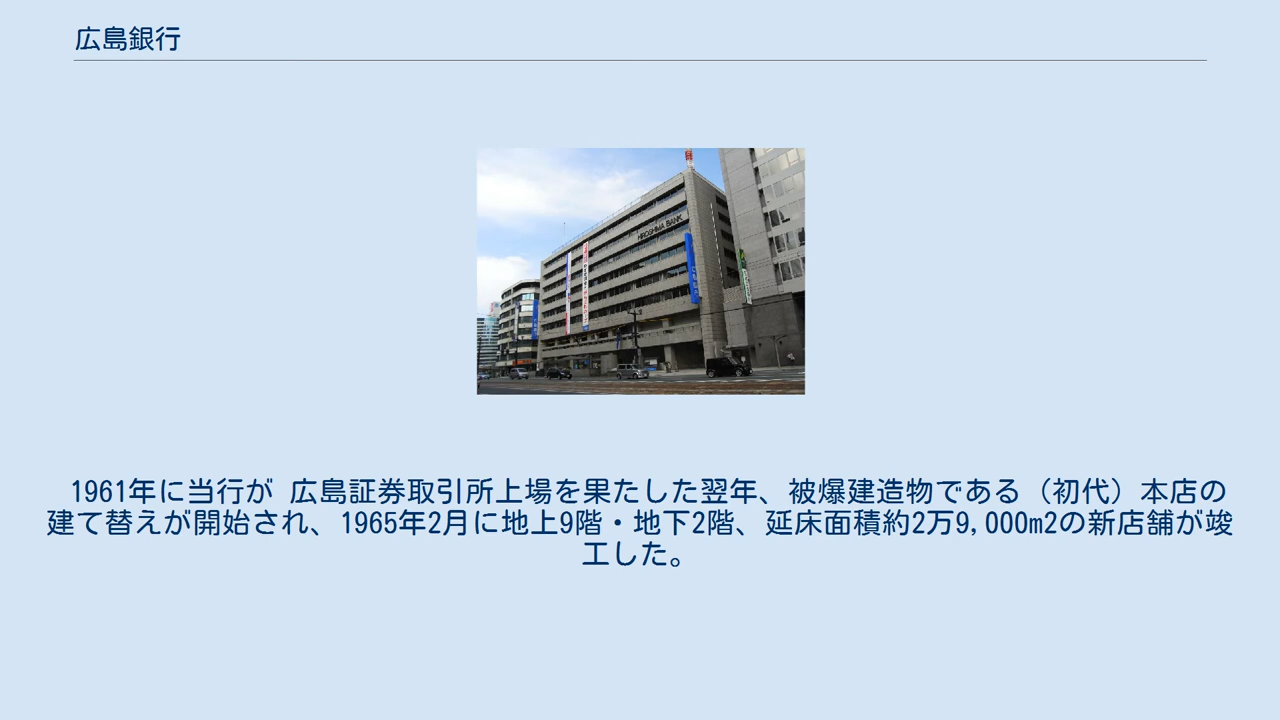 広島銀行
HIROSHIMA BANK
1961年に当行が 広島証券取引所上場を果たした翌年、被爆建造物である（初代）本店の
建て替えが開始され、1965年2月に地上9階・地下2階、延床面積約2万9,000m2の新店舗が竣
工した。